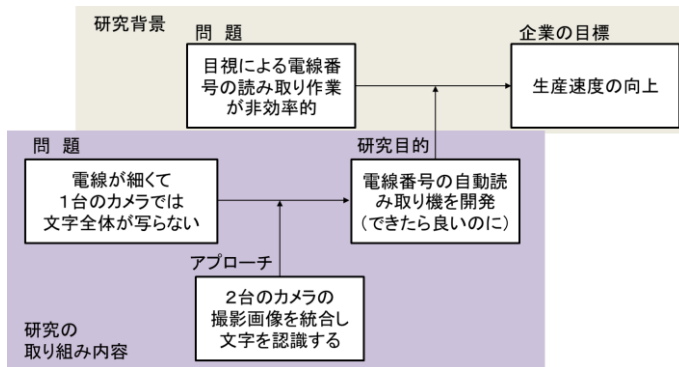 研究背景
問 題
目視による電線番
号の読み取り作業
が非効率的
企業の目標
生産速度の向上
問 題
電線が細くて
1台のカメラでは
文字全体が写らない
研究目的
電線番号の自動読
み取り機を開発
(できたら良いのに)
アプローチ
2台のカメラの
撮影画像を統合し
文字を認識する
研究の
取り組み内容